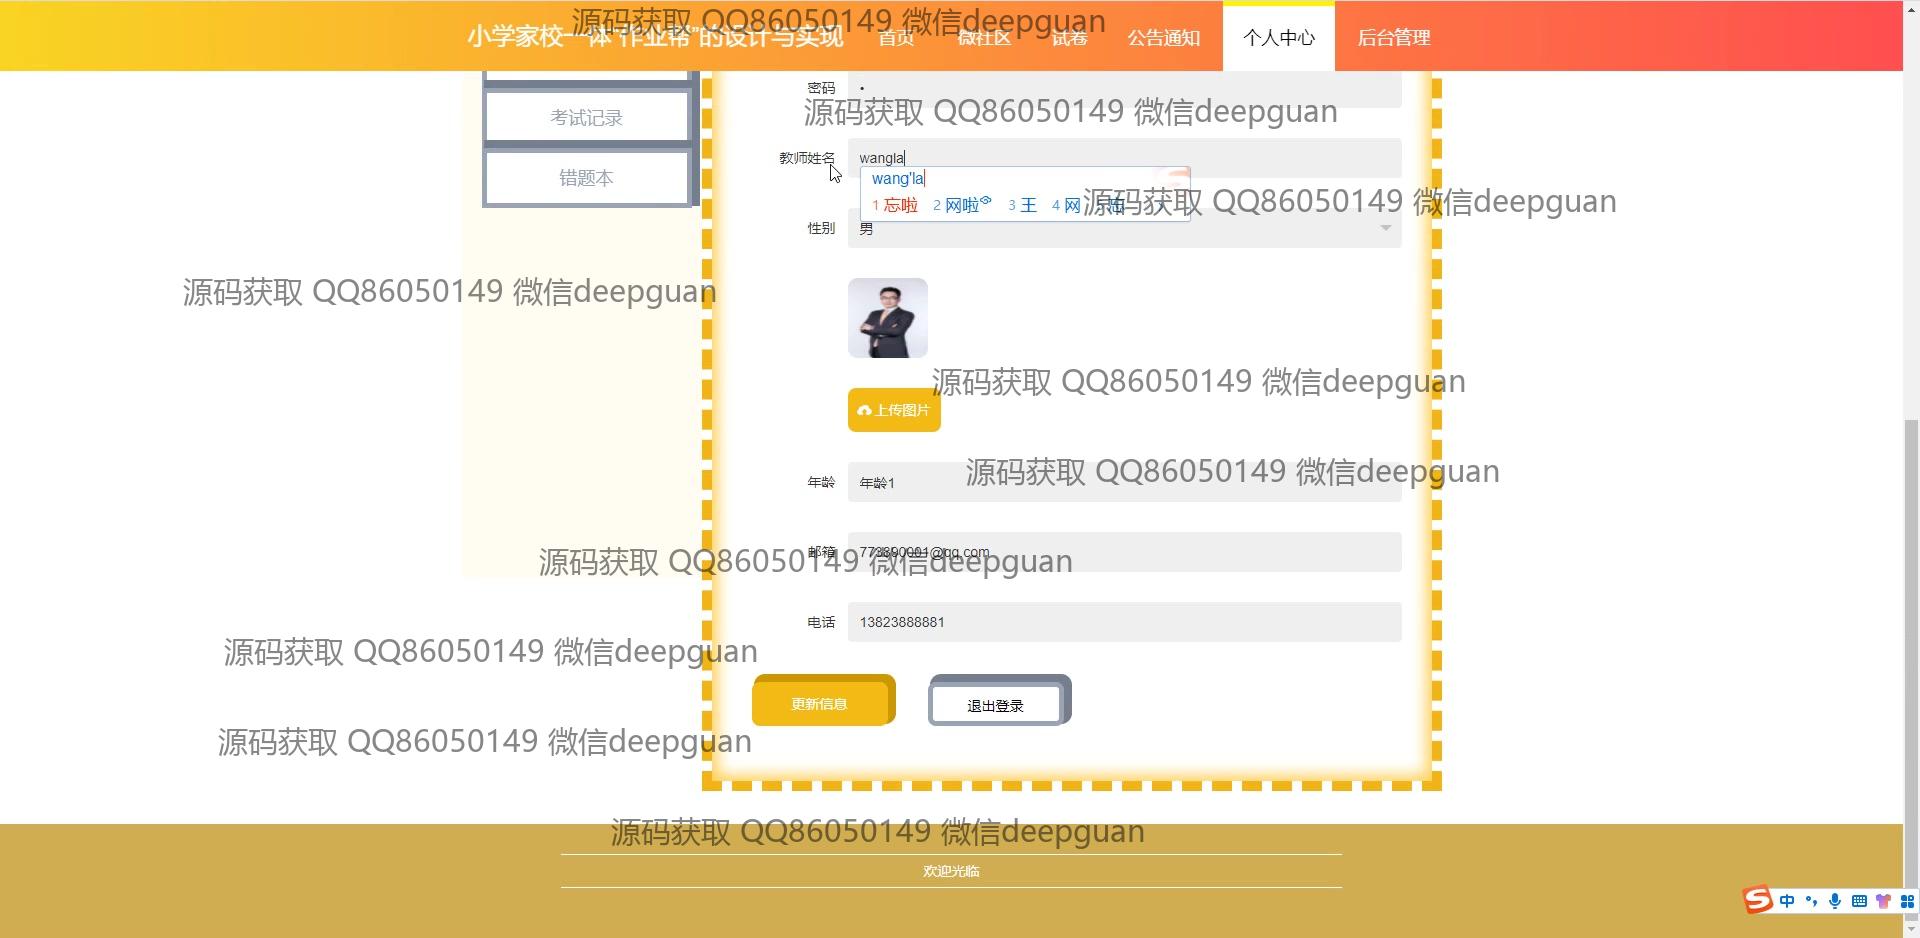 源码获取 QQ86050149 微信deepguan
小学家校一体“作业帮”的设计与实现 首页 微社区 试卷 公告通知 个人中心 后台管理
密码 •
源码获取 QQ86050149 微信deepguan
考试记录
教师姓名 wangla
wang'la
错题本
1 忘啦 2 网啦 3 王 4 网
源码获取 QQ86050149 微信deepguan
性别 男
源码获取 QQ86050149 微信deepguan
源码获取 QQ86050149 微信deepguan
上传图片
源码获取 QQ86050149 微信deepguan
年龄 年龄1
邮箱 773890001@qq.com
源码获取 QQ86050149 微信deepguan
电话 13823888881
源码获取 QQ86050149 微信deepguan
更新信息 退出登录
源码获取 QQ86050149 微信deepguan
源码获取 QQ86050149 微信deepguan
欢迎光临
中